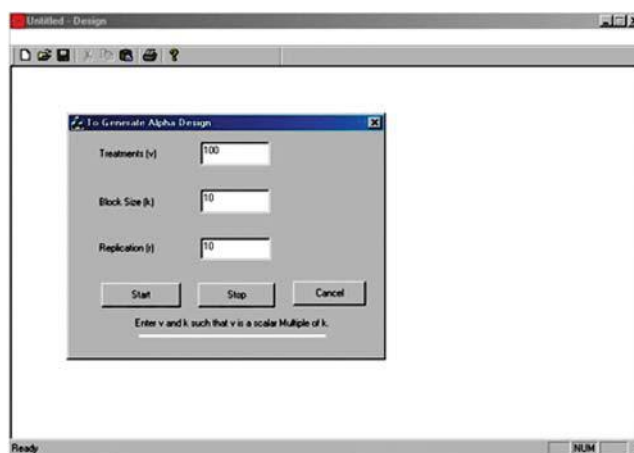 Untitled - Design
To Generate Alpha Design
Treatments (v)
100
Block Size (k)
10
Replication (r)
10
Start
Stop
Cancel
Enter v and k such that v is a scalar Multiple of k.
Ready
NUM